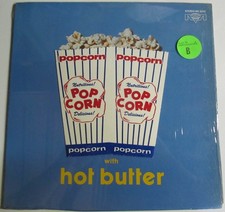 popcorn popcorn
Nutritious! Nutritious!
POP POP
CORN CORN
Delicious! Delicious!
popcorn popcorn
with
hot butter